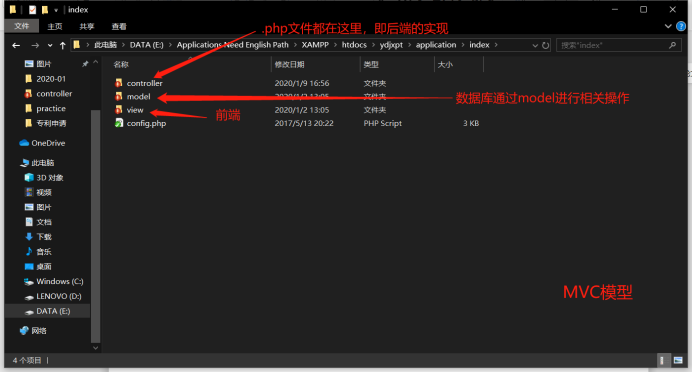 index
.php文件都在这里，即后端的实现
文件 主页 共享 查看
此电脑 DATA (E:) Applications Need English Path XAMPP htdocs ydjxpt application index
搜索"index"
名称 修改日期 类型 大小
图片
2020-01
controller
practice
专利申请
OneDrive
此电脑
3D 对象
视频
图片
文档
下载
音乐
桌面
Windows (C:)
LENOVO (D:)
DATA (E:)
网络
controller 2020/1/9 16:56 文件夹
model 2020/1/2 13:05 文件夹
数据库通过model进行相关操作
view 2020/1/2 13:05 文件夹
前端
config.php 2017/5/13 20:22 PHP Script 3 KB
MVC模型
4 个项目